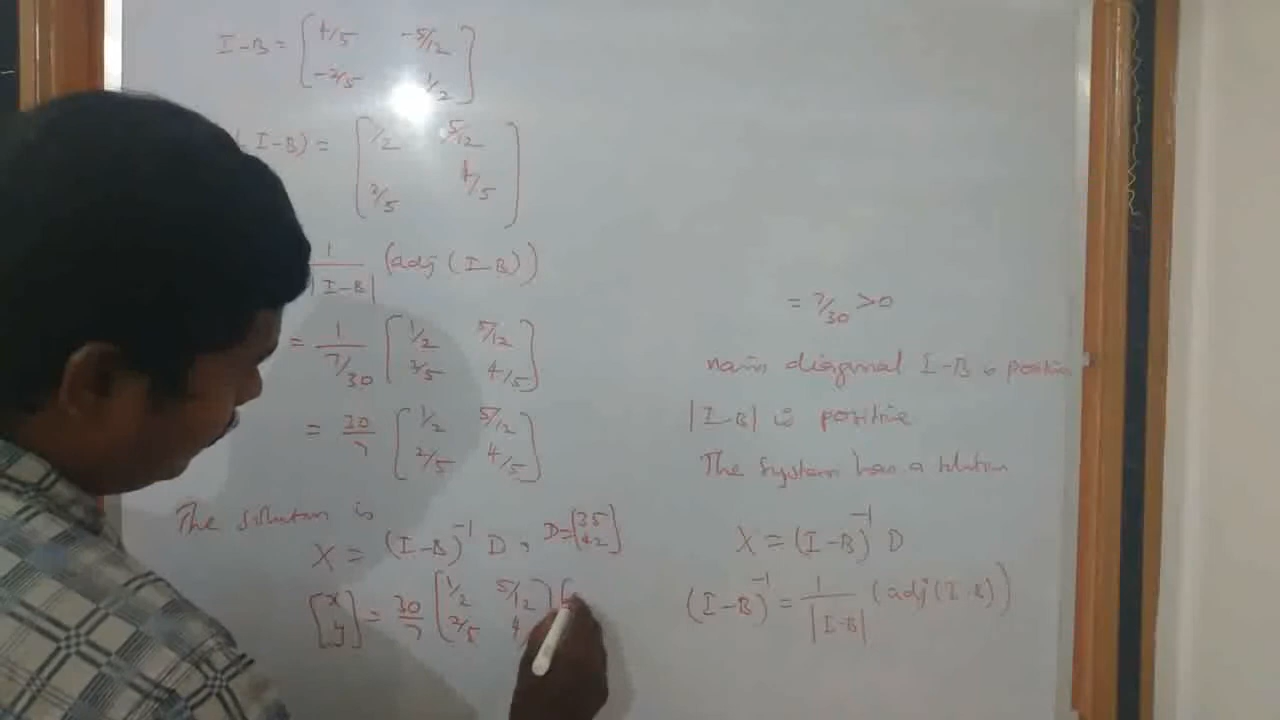 I-B = [4/5 -5/12
-2/5 1/2]
I-B) = [1/2 5/12
2/5 4/5]
1/|I-B| (adj (I-B))
= 1/7/30 [1/2 5/12
2/5 4/5]
= 30/7 [1/2 5/12
2/5 4/5]
The solution is
X = (I-B)⁻¹ D, D=[35
42]
[x
y] = 30/7 [1/2 5/12
2/5 4
= 7/30 >0
main diagonal I-B is positive
|I-B| is positive
The system has a solution
X = (I-B)⁻¹ D
(I-B)⁻¹ = 1/|I-B| (adj(I-B))